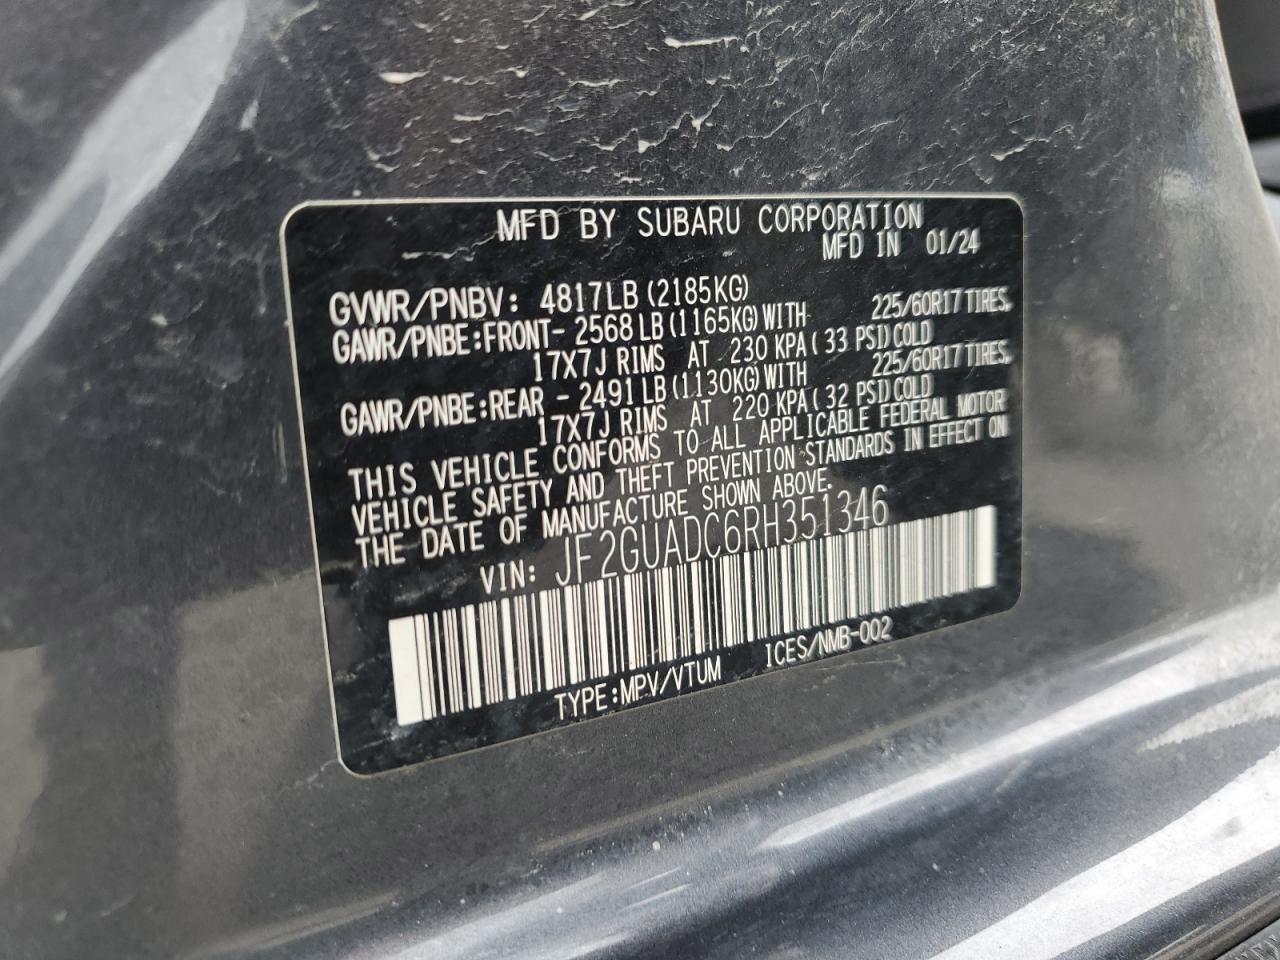 MFD BY SUBARU CORPORATION
MFD IN 01/24
GVWR/PNBV: 4817LB (2185KG)
GAWR/PNBE:FRONT- 2568 LB (1165KG) WITH 225/60R17 TIRES,
17X7J RIMS AT 230 KPA ( 33 PSI) COLD
GAWR/PNBE:REAR - 2491 LB (1130KG) WITH 225/60R17 TIRES,
17X7J RIMS AT 220 KPA ( 32 PSI) COLD
THIS VEHICLE CONFORMS TO ALL APPLICABLE FEDERAL MOTOR
VEHICLE SAFETY AND THEFT PREVENTION STANDARDS IN EFFECT ON
THE DATE OF MANUFACTURE SHOWN ABOVE.
VIN: JF2GUADC6RH351346
TYPE:MPV/VTUM ICES/NMB-002